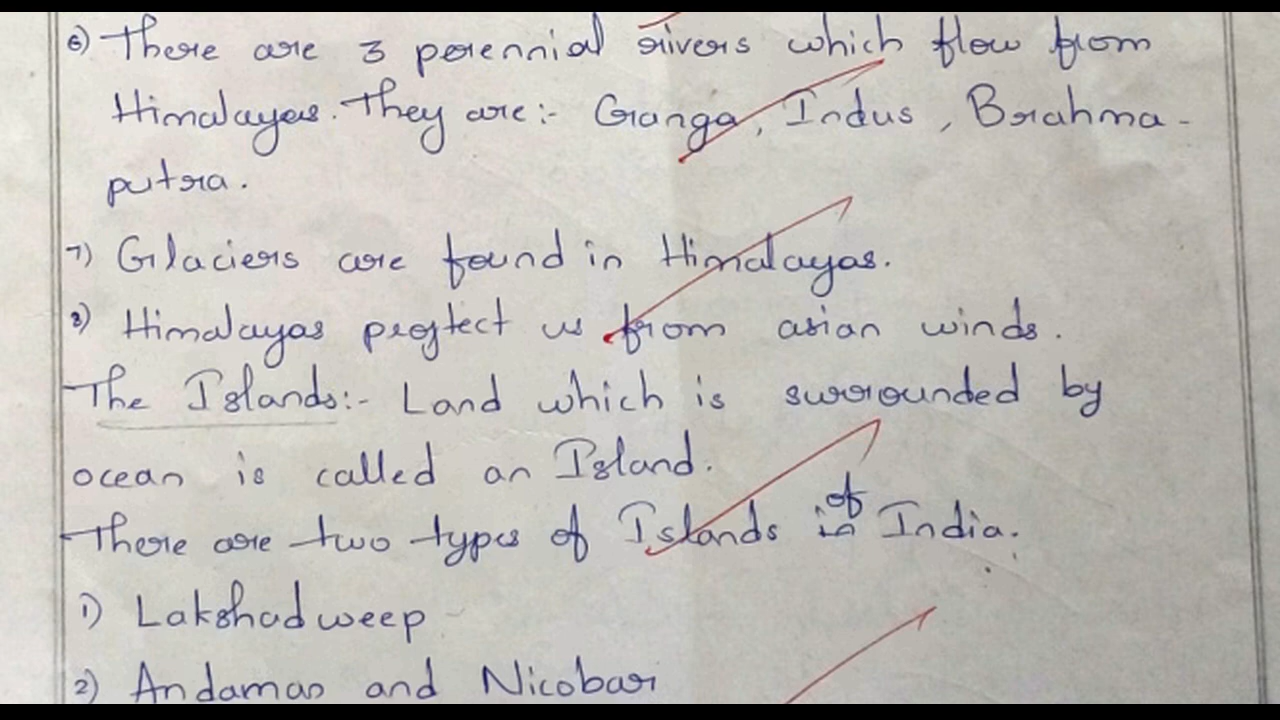 6) There are 3 perennial rivers which flow from
Himalayas. They are:- Ganga, Indus, Brahma-
putra.
7) Glaciers are found in Himalayas.
8) Himalayas protect us from asian winds.
The Islands:- Land which is surrounded by
ocean is called an Island.
of
There are two types of Islands in India.
1) Lakshadweep
2) Andaman and Nicobar